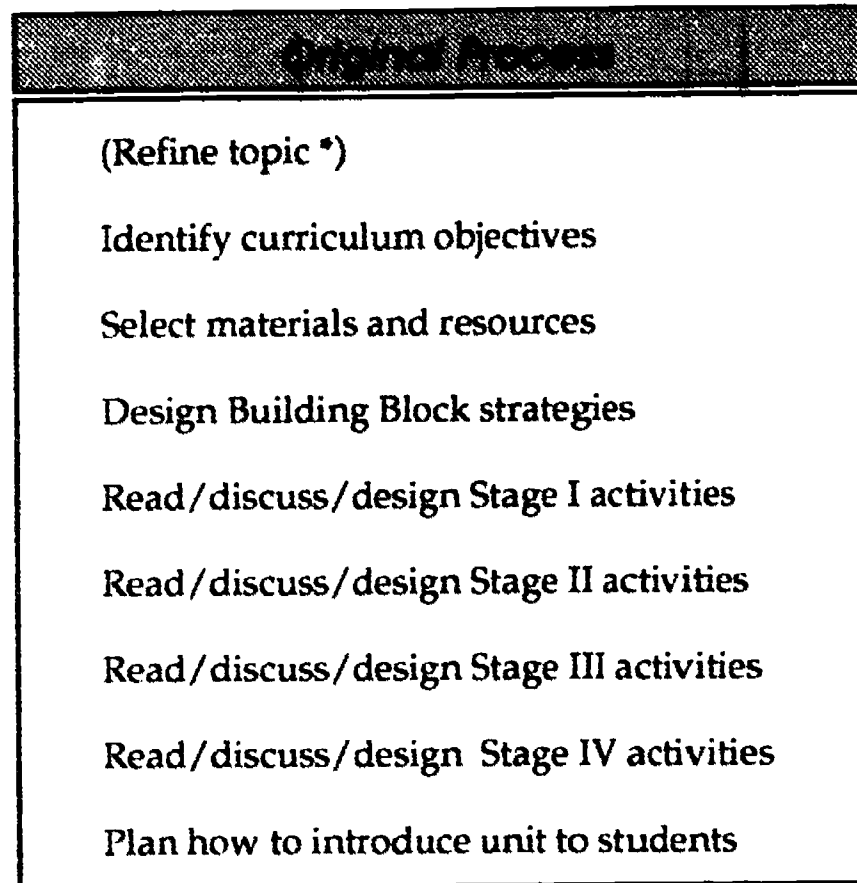 Original Process
(Refine topic *)
Identify curriculum objectives
Select materials and resources
Design Building Block strategies
Read/discuss/design Stage I activities
Read/discuss/design Stage II activities
Read/discuss/design Stage III activities
Read/discuss/design Stage IV activities
Plan how to introduce unit to students